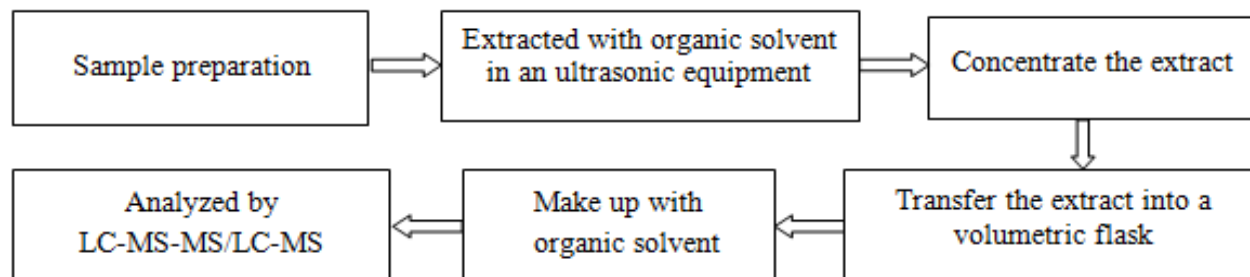 Sample preparation
Extracted with organic solvent
in an ultrasonic equipment
Concentrate the extract
Transfer the extract into a
volumetric flask
Make up with
organic solvent
Analyzed by
LC-MS-MS/LC-MS